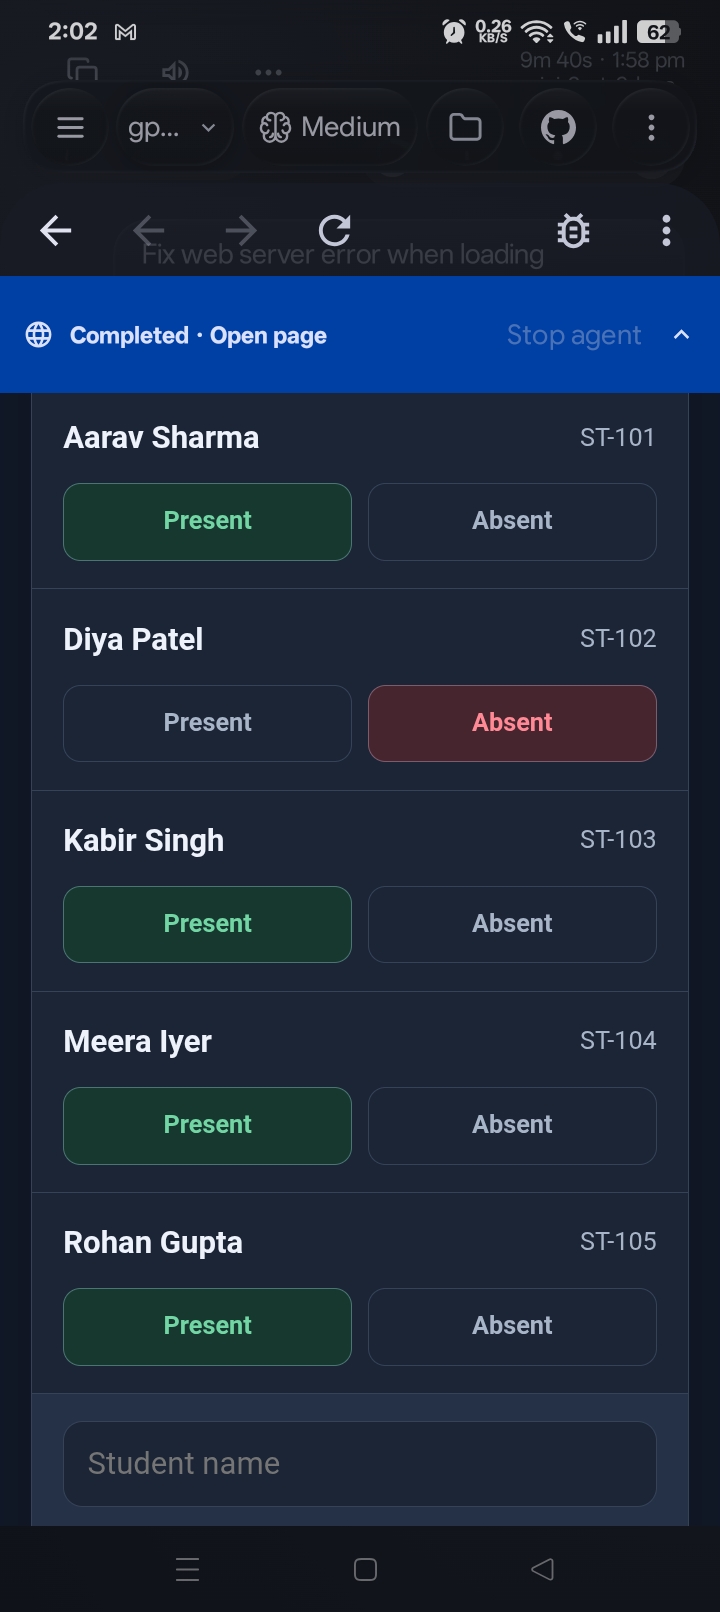 2:02
0.26 KB/S
62
9m 40s · 1:58 pm
gp...
Medium
Fix web server error when loading
Completed · Open page
Stop agent
Aarav Sharma
ST-101
Present
Absent
Diya Patel
ST-102
Present
Absent
Kabir Singh
ST-103
Present
Absent
Meera Iyer
ST-104
Present
Absent
Rohan Gupta
ST-105
Present
Absent
Student name